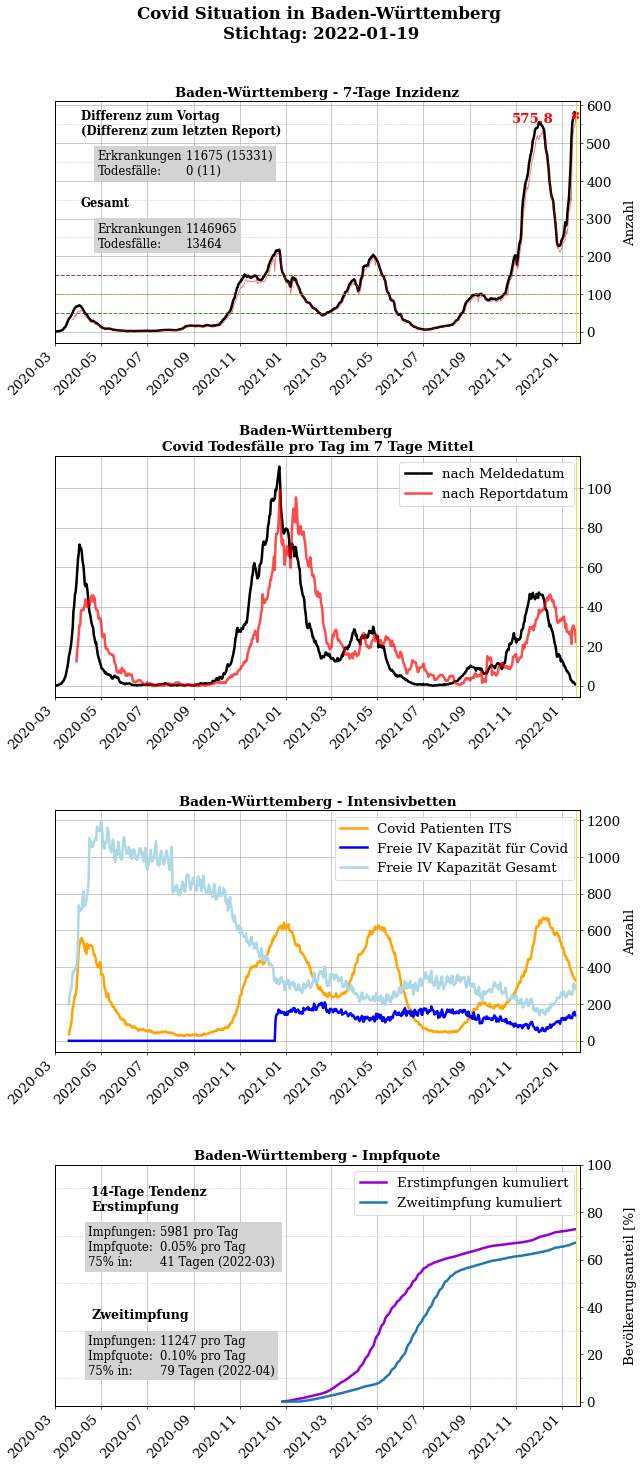 Covid Situation in Baden-Württemberg
Stichtag: 2022-01-19
Baden-Württemberg - 7-Tage Inzidenz
Differenz zum Vortag
(Differenz zum letzten Report)
Erkrankungen 11675 (15331)
Todesfälle: 0 (11)
Gesamt
Erkrankungen 1146965
Todesfälle: 13464
575.8
600
500
400
300
200
100
0
Anzahl
2020-03
2020-05
2020-07
2020-09
2020-11
2021-01
2021-03
2021-05
2021-07
2021-09
2021-11
2022-01
Baden-Württemberg
Covid Todesfälle pro Tag im 7 Tage Mittel
nach Meldedatum
nach Reportdatum
100
80
60
40
20
0
2020-03
2020-05
2020-07
2020-09
2020-11
2021-01
2021-03
2021-05
2021-07
2021-09
2021-11
2022-01
Baden-Württemberg - Intensivbetten
Covid Patienten ITS
Freie IV Kapazität für Covid
Freie IV Kapazität Gesamt
1200
1000
800
600
400
200
0
Anzahl
2020-03
2020-05
2020-07
2020-09
2020-11
2021-01
2021-03
2021-05
2021-07
2021-09
2021-11
2022-01
Baden-Württemberg - Impfquote
14-Tage Tendenz
Erstimpfung
Impfungen: 5981 pro Tag
Impfquote: 0.05% pro Tag
75% in: 41 Tagen (2022-03)
Zweitimpfung
Impfungen: 11247 pro Tag
Impfquote: 0.10% pro Tag
75% in: 79 Tagen (2022-04)
Erstimpfungen kumuliert
Zweitimpfung kumuliert
100
80
60
40
20
0
Bevölkerungsanteil [%]
2020-03
2020-05
2020-07
2020-09
2020-11
2021-01
2021-03
2021-05
2021-07
2021-09
2021-11
2022-01